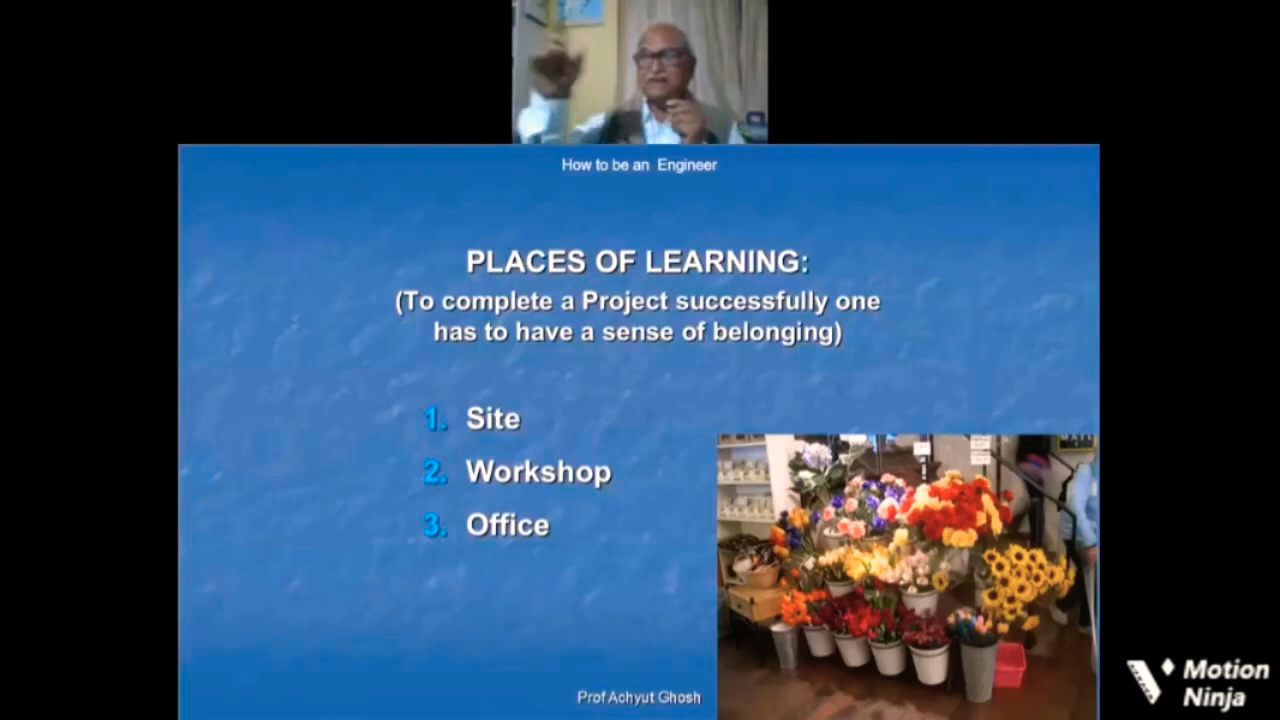 How to be an Engineer
PLACES OF LEARNING:
(To complete a Project successfully one
has to have a sense of belonging)
1. Site
2. Workshop
3. Office
Prof Achyut Ghosh
Motion
Ninja